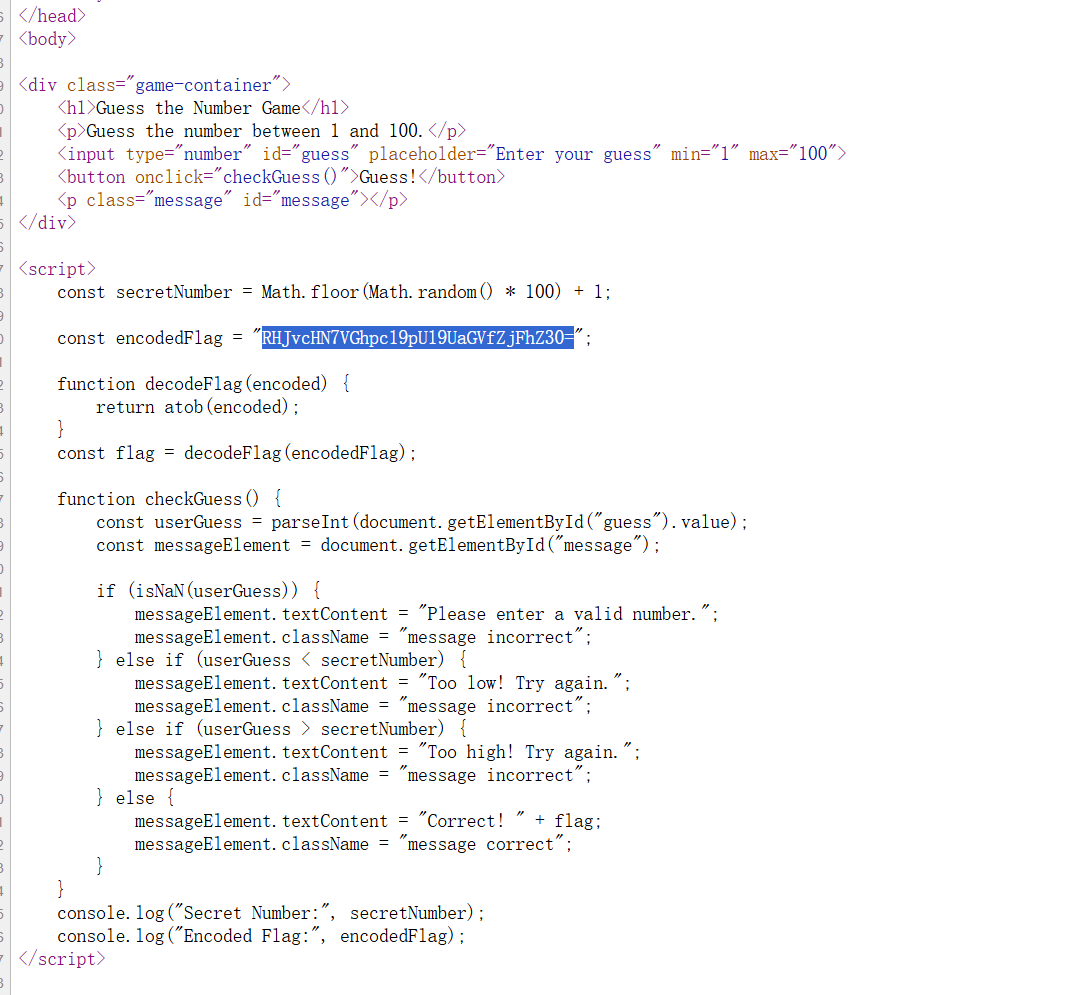 </head>
<body>
<div class="game-container">
<h1>Guess the Number Game</h1>
<p>Guess the number between 1 and 100.</p>
<input type="number" id="guess" placeholder="Enter your guess" min="1" max="100">
<button onclick="checkGuess()">Guess!</button>
<p class="message" id="message"></p>
</div>
<script>
const secretNumber = Math.floor(Math.random() * 100) + 1;
const encodedFlag = "RHJvcHN7VGhpc19pU19UaGVfZjFhZ30=";
function decodeFlag(encoded) {
return atob(encoded);
}
const flag = decodeFlag(encodedFlag);
function checkGuess() {
const userGuess = parseInt(document.getElementById("guess").value);
const messageElement = document.getElementById("message");
if (isNaN(userGuess)) {
messageElement.textContent = "Please enter a valid number.";
messageElement.className = "message incorrect";
} else if (userGuess < secretNumber) {
messageElement.textContent = "Too low! Try again.";
messageElement.className = "message incorrect";
} else if (userGuess > secretNumber) {
messageElement.textContent = "Too high! Try again.";
messageElement.className = "message incorrect";
} else {
messageElement.textContent = "Correct! " + flag;
messageElement.className = "message correct";
}
}
console.log("Secret Number:", secretNumber);
console.log("Encoded Flag:", encodedFlag);
</script>